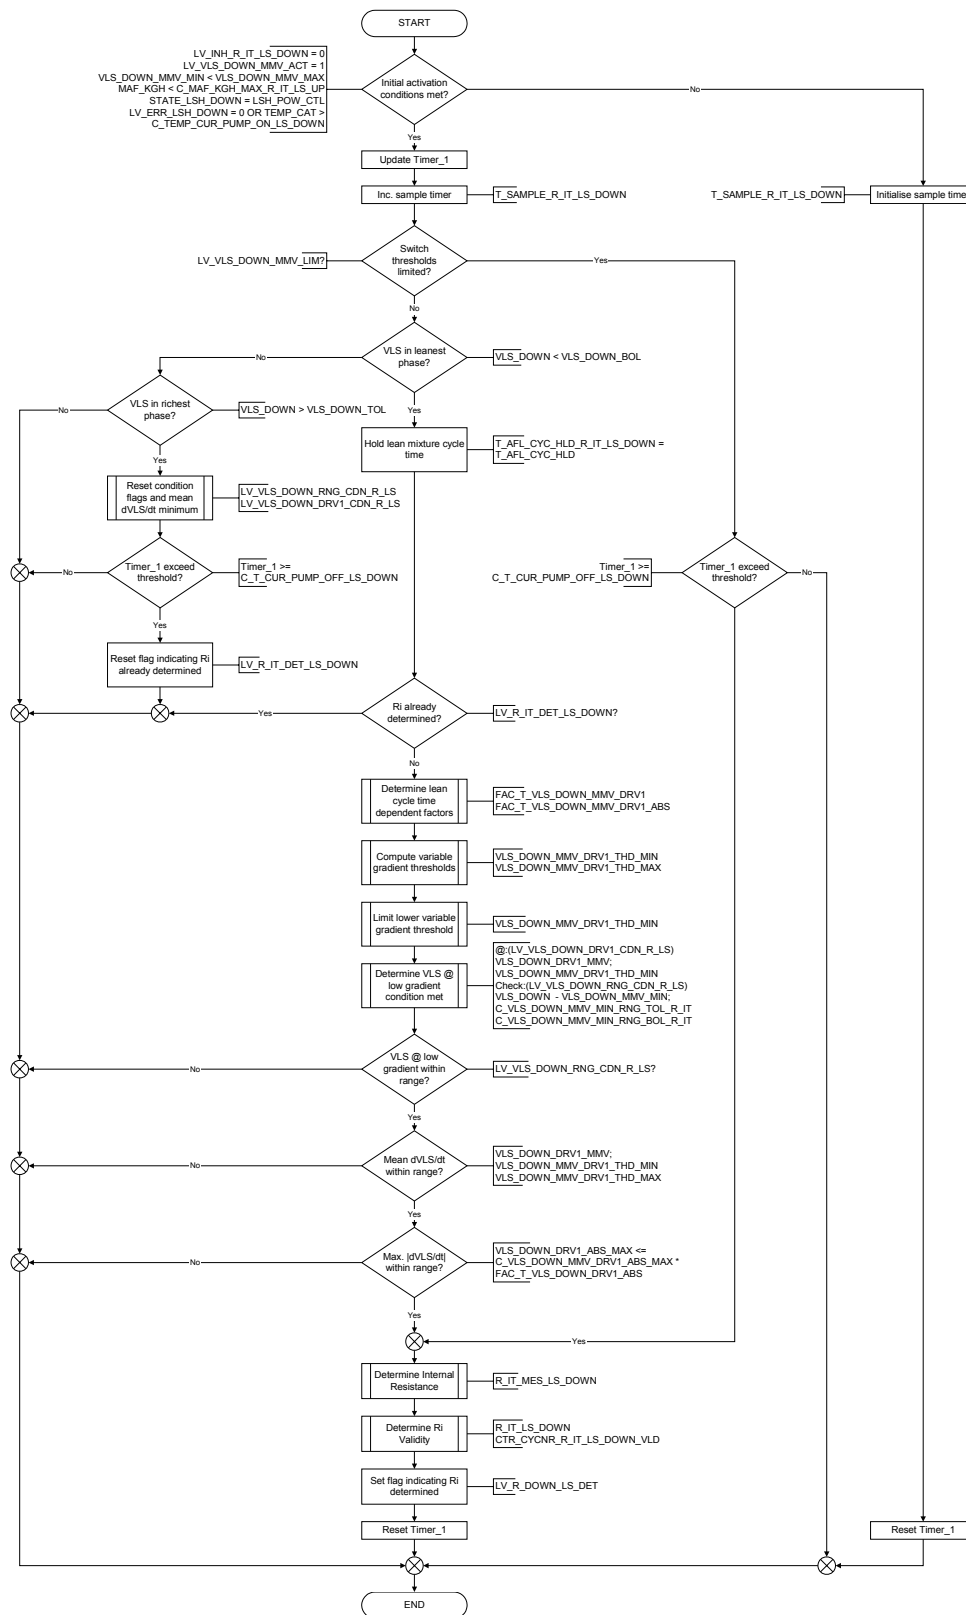 START
LV_INH_R_IT_LS_DOWN = 0
LV_VLS_DOWN_MMV_ACT = 1
VLS_DOWN_MMV_MIN < VLS_DOWN_MMV_MAX
MAF_KGH < C_MAF_KGH_MAX_R_IT_LS_UP
STATE_LSH_DOWN = LSH_POW_CTL
LV_ERR_LSH_DOWN = 0 OR TEMP_CAT >
C_TEMP_CUR_PUMP_ON_LS_DOWN
Initial activation
conditions met?
No
Yes
Update Timer_1
Inc. sample timer
T_SAMPLE_R_IT_LS_DOWN
T_SAMPLE_R_IT_LS_DOWN
Initialise sample time
LV_VLS_DOWN_MMV_LIM?
Switch
thresholds
limited?
Yes
No
No
VLS in leanest
phase?
VLS_DOWN < VLS_DOWN_BOL
No
VLS in richest
phase?
VLS_DOWN > VLS_DOWN_TOL
Yes
Hold lean mixture cycle
time
T_AFL_CYC_HLD_R_IT_LS_DOWN =
T_AFL_CYC_HLD
Yes
Reset condition
flags and mean
dVLS/dt minimum
LV_VLS_DOWN_RNG_CDN_R_LS
LV_VLS_DOWN_DRV1_CDN_R_LS
No
Timer_1 exceed
threshold?
Timer_1 >=
C_T_CUR_PUMP_OFF_LS_DOWN
Timer_1 >=
C_T_CUR_PUMP_OFF_LS_DOWN
Timer_1 exceed
threshold?
No
Yes
Reset flag indicating Ri
already determined
LV_R_IT_DET_LS_DOWN
Yes
Ri already
determined?
LV_R_IT_DET_LS_DOWN?
No
Determine lean
cycle time
dependent factors
FAC_T_VLS_DOWN_MMV_DRV1
FAC_T_VLS_DOWN_MMV_DRV1_ABS
Compute variable
gradient thresholds
VLS_DOWN_MMV_DRV1_THD_MIN
VLS_DOWN_MMV_DRV1_THD_MAX
Limit lower variable
gradient threshold
VLS_DOWN_MMV_DRV1_THD_MIN
Determine VLS @
low gradient
condition met
@:(LV_VLS_DOWN_DRV1_CDN_R_LS)
VLS_DOWN_DRV1_MMV;
VLS_DOWN_MMV_DRV1_THD_MIN
Check:(LV_VLS_DOWN_RNG_CDN_R_LS)
VLS_DOWN - VLS_DOWN_MMV_MIN;
C_VLS_DOWN_MMV_MIN_RNG_TOL_R_IT
C_VLS_DOWN_MMV_MIN_RNG_BOL_R_IT
No
VLS @ low
gradient within
range?
LV_VLS_DOWN_RNG_CDN_R_LS?
Yes
No
Mean dVLS/dt
within range?
VLS_DOWN_DRV1_MMV;
VLS_DOWN_MMV_DRV1_THD_MIN
VLS_DOWN_MMV_DRV1_THD_MAX
Yes
No
Max. |dVLS/dt|
within range?
VLS_DOWN_DRV1_ABS_MAX <=
C_VLS_DOWN_MMV_DRV1_ABS_MAX *
FAC_T_VLS_DOWN_DRV1_ABS
Yes
Yes
Determine Internal
Resistance
R_IT_MES_LS_DOWN
Determine Ri
Validity
R_IT_LS_DOWN
CTR_CYCNR_R_IT_LS_DOWN_VLD
Set flag indicating Ri
determined
LV_R_DOWN_LS_DET
Reset Timer_1
Reset Timer_1
END